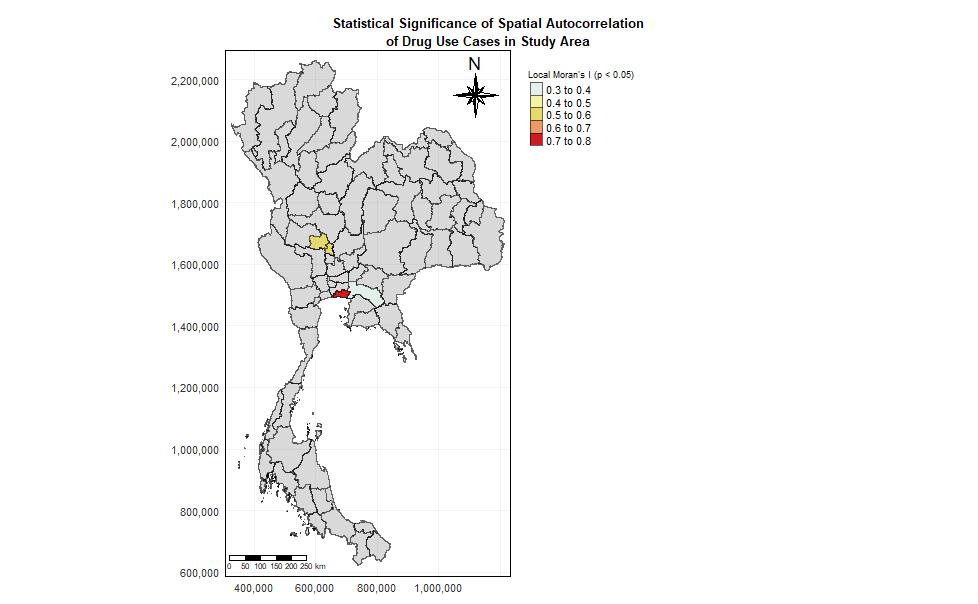 Statistical Significance of Spatial Autocorrelation
of Drug Use Cases in Study Area
N
Local Moran's I (p < 0.05)
0.3 to 0.4
0.4 to 0.5
0.5 to 0.6
0.6 to 0.7
0.7 to 0.8
2,200,000
2,000,000
1,800,000
1,600,000
1,400,000
1,200,000
1,000,000
800,000
600,000
0 50 100 150 200 250 km
400,000 600,000 800,000 1,000,000